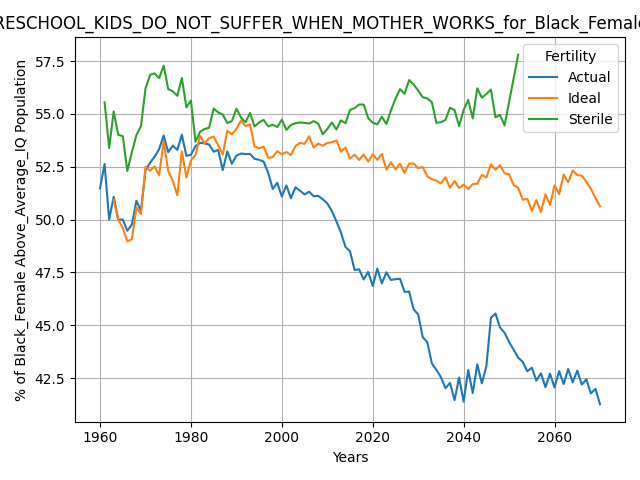 RESCHOOL_KIDS_DO_NOT_SUFFER_WHEN_MOTHER_WORKS_for_Black_Female
% of Black_Female Above_Average_IQ Population
57.5
55.0
52.5
50.0
47.5
45.0
42.5
Fertility
Actual
Ideal
Sterile
1960
1980
2000
2020
2040
2060
Years